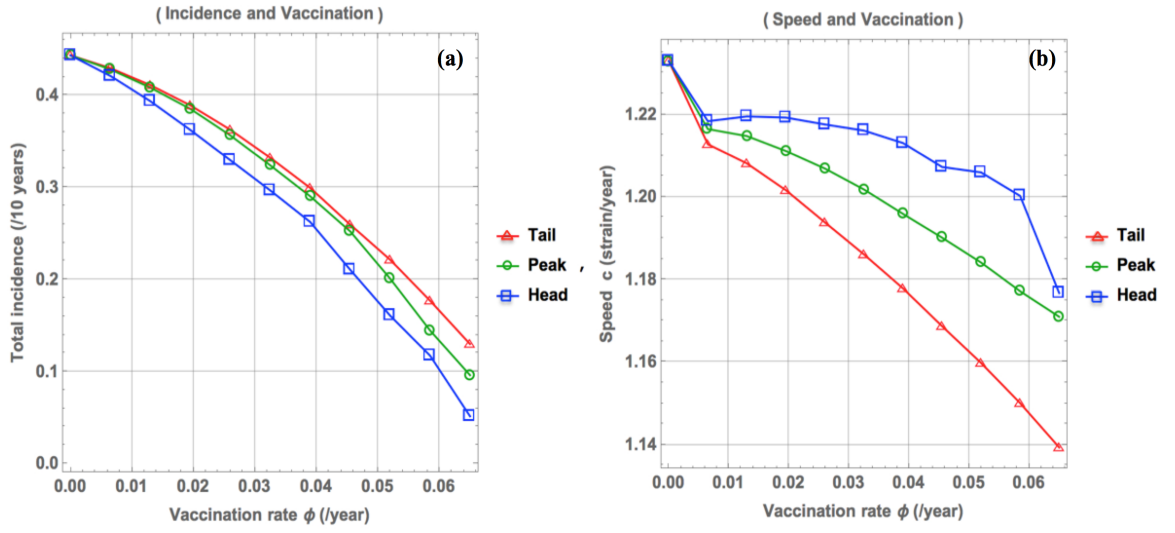 ( Incidence and Vaccination )
(a)
Total incidence (/10 years)
0.4
0.3
0.2
0.1
0.0
0.00 0.01 0.02 0.03 0.04 0.05 0.06
Vaccination rate ϕ (/year)
Tail
Peak ,
Head
( Speed and Vaccination )
(b)
Speed c (strain/year)
1.22
1.20
1.18
1.16
1.14
0.00 0.01 0.02 0.03 0.04 0.05 0.06
Vaccination rate ϕ (/year)
Tail
Peak
Head